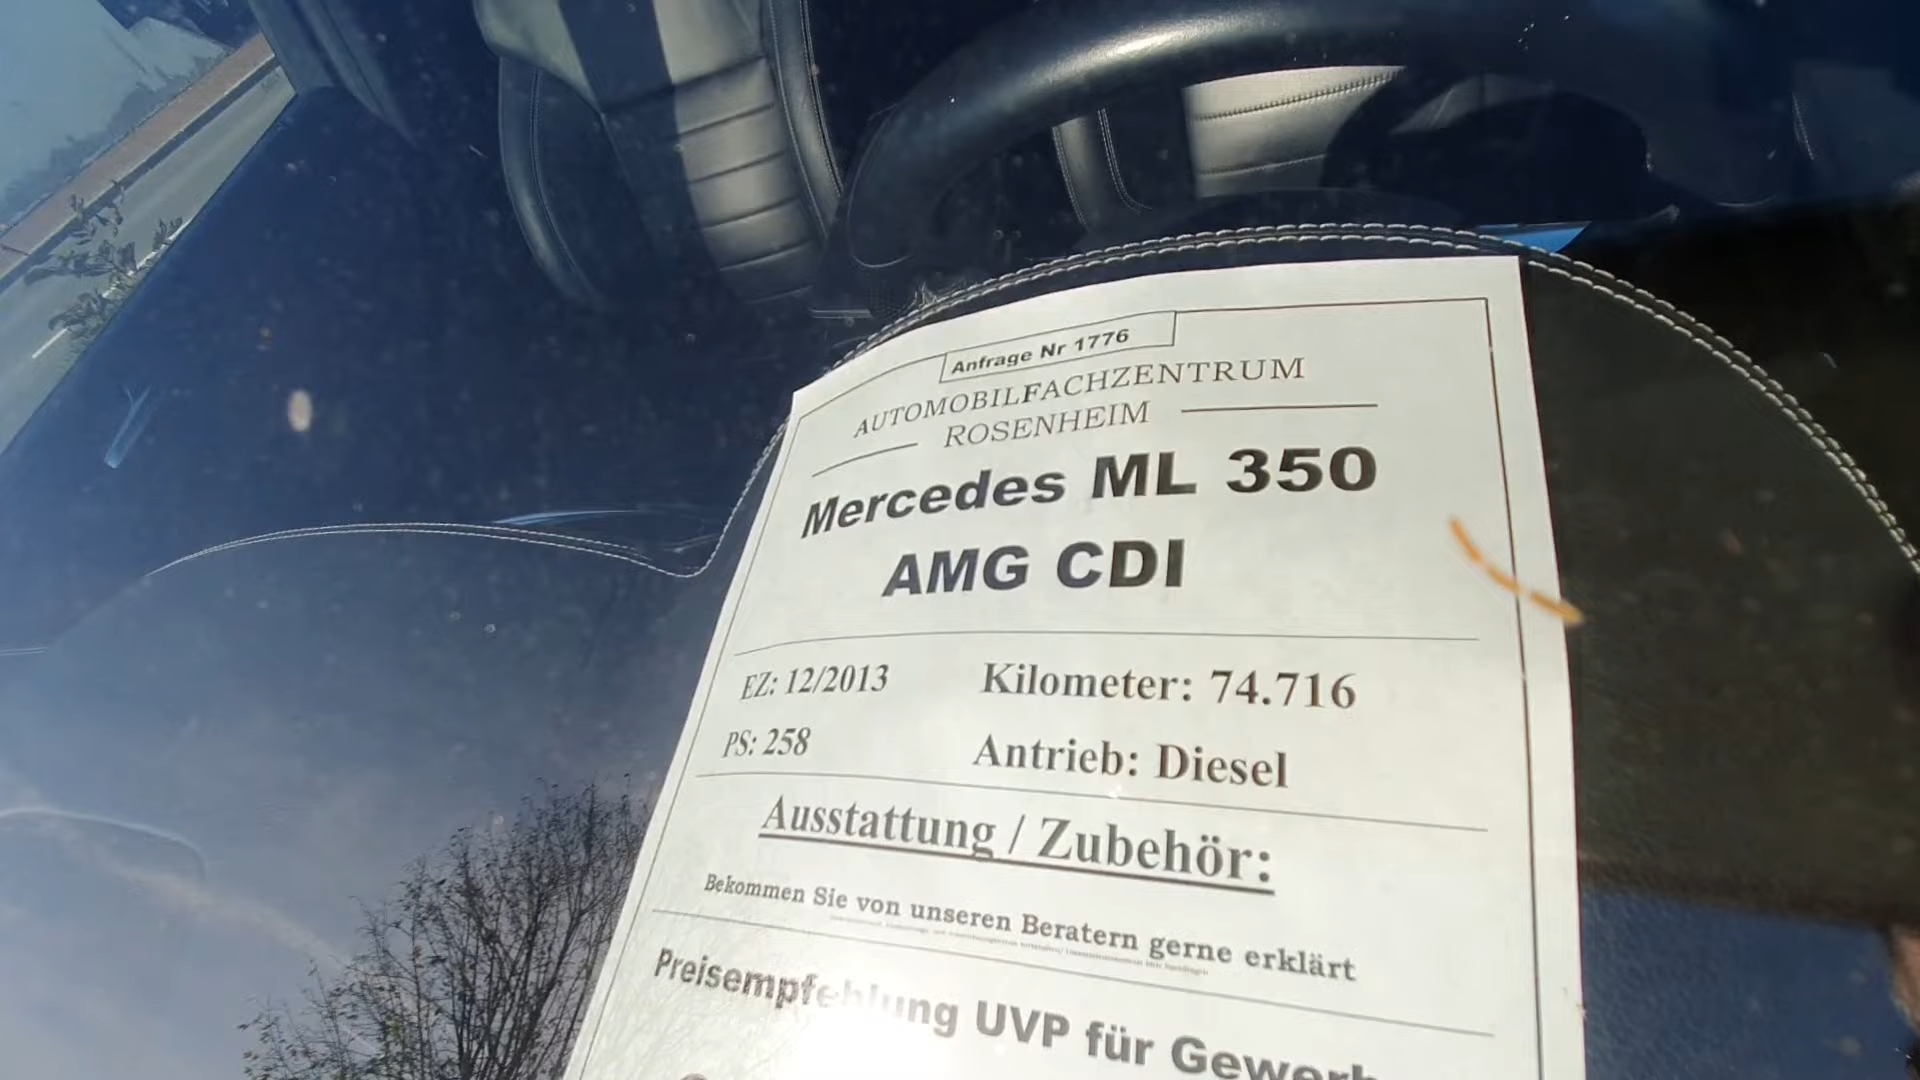 Anfrage Nr 1776
AUTOMOBILFACHZENTRUM
ROSENHEIM
Mercedes ML 350
AMG CDI
EZ: 12/2013 Kilometer: 74.716
PS: 258 Antrieb: Diesel
Ausstattung / Zubehör:
Bekommen Sie von unseren Beratern gerne erklärt
Preisempfehlung UVP für